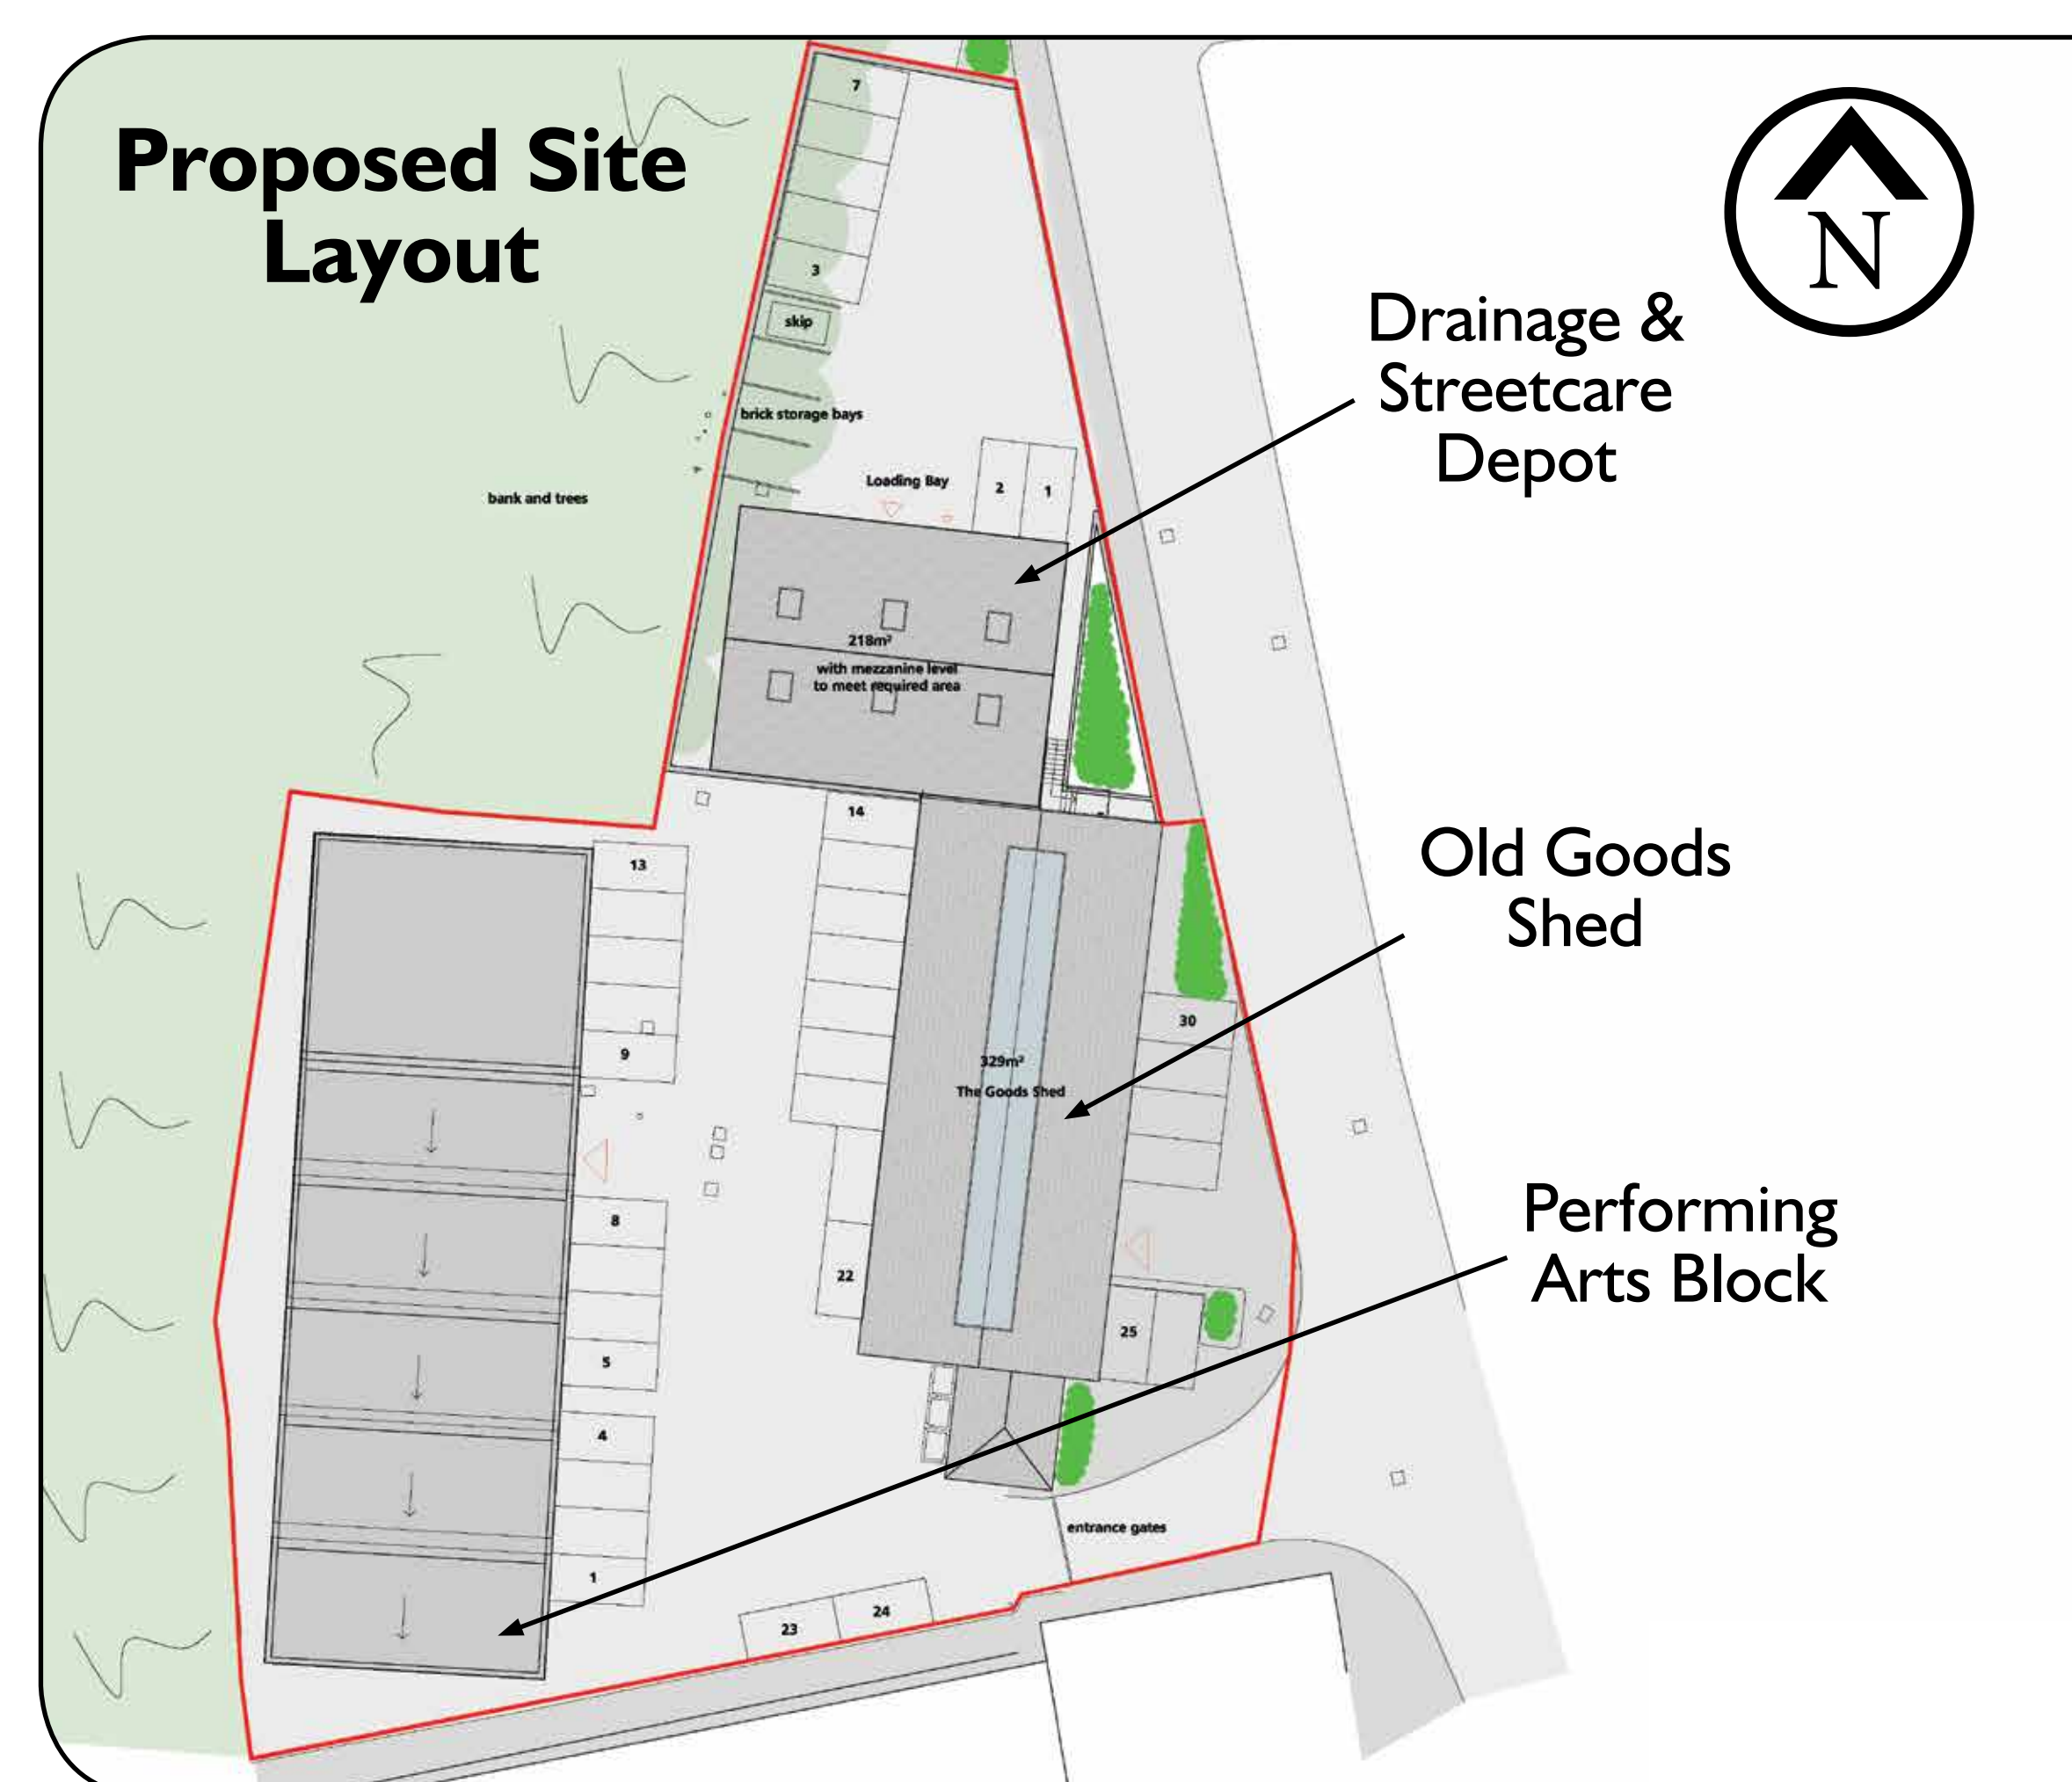 Proposed Site
Layout
N
Drainage &
Streetcare
Depot
Old Goods
Shed
Performing
Arts Block
7
3
skip
brick storage bays
bank and trees
Loading Bay
2
1
218m²
with mezzanine level
to meet required area
14
13
9
30
329m²
The Goods Shed
8
22
5
25
4
entrance gates
1
24
23